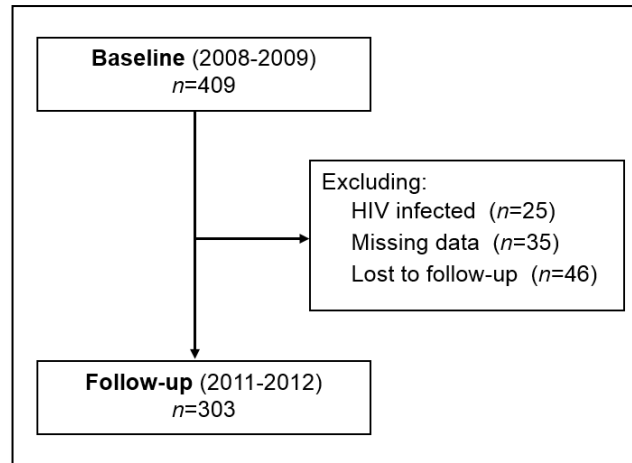 Baseline (2008-2009)
n=409
Excluding:
HIV infected (n=25)
Missing data (n=35)
Lost to follow-up (n=46)
Follow-up (2011-2012)
n=303